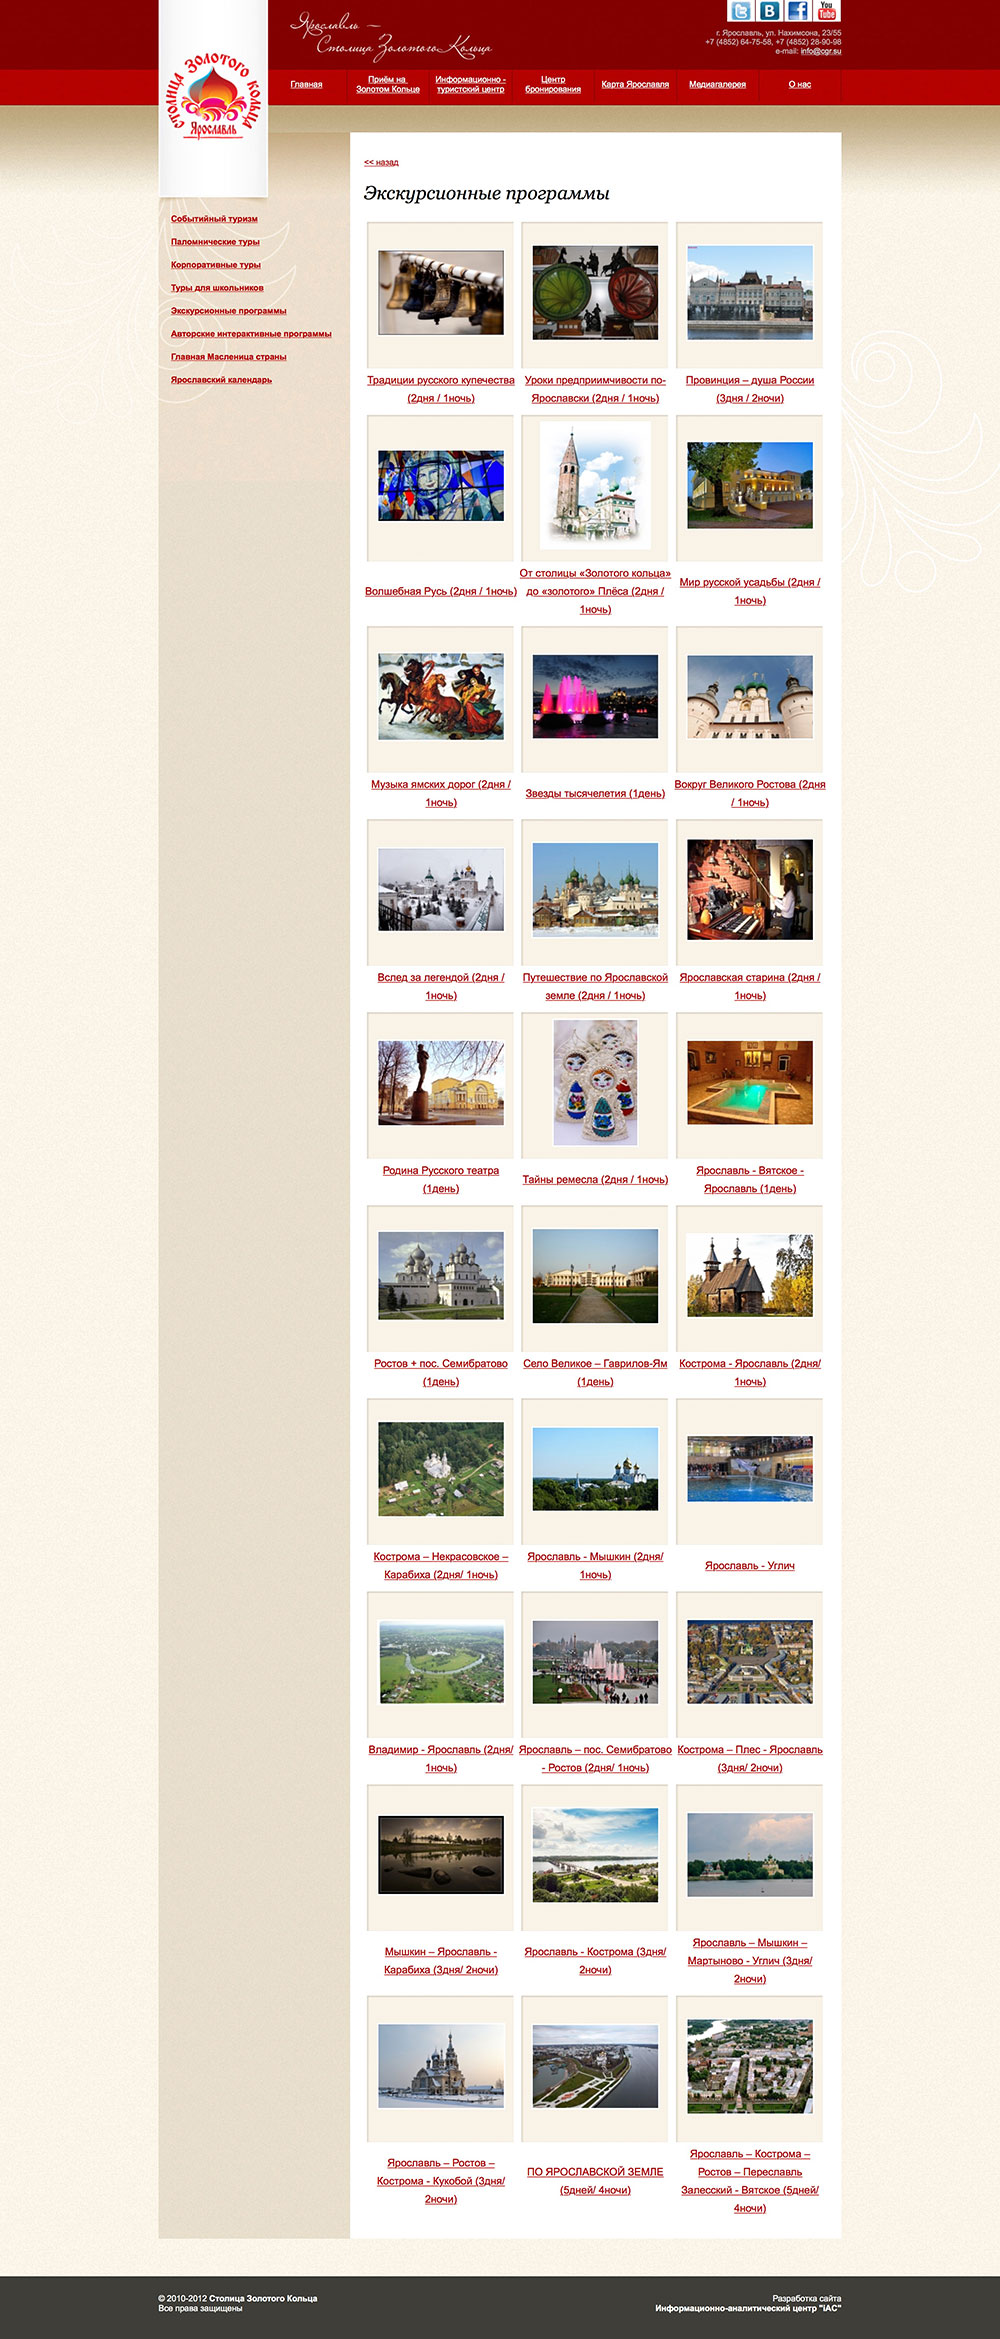 Ярославль —
Столица Золотого Кольца
г. Ярославль, ул. Нахимсона, 23/55
+7 (4852) 64-75-58, +7 (4852) 28-90-98
e-mail: info@cgr.su
СТОЛИЦА ЗОЛОТОГО КОЛЬЦА
Ярославль
Главная
Приём на
Золотом Кольце
Информационно -
туристский центр
Центр
бронирования
Карта Ярославля
Медиагалерея
О нас
Событийный туризм
Паломнические туры
Корпоративные туры
Туры для школьников
Экскурсионные программы
Авторские интерактивные программы
Главная Масленица страны
Ярославский календарь
<< назад
Экскурсионные программы
Традиции русского купечества
(2дня / 1ночь)
Уроки предприимчивости по-
Ярославски (2дня / 1ночь)
Провинция – душа России
(3дня / 2ночи)
Волшебная Русь (2дня / 1ночь)
От столицы «Золотого кольца»
до «золотого» Плёса (2дня /
1ночь)
Мир русской усадьбы (2дня /
1ночь)
Музыка ямских дорог (2дня /
1ночь)
Звезды тысячелетия (1день)
Вокруг Великого Ростова (2дня
/ 1ночь)
Вслед за легендой (2дня /
1ночь)
Путешествие по Ярославской
земле (2дня / 1ночь)
Ярославская старина (2дня /
1ночь)
Родина Русского театра
(1день)
Тайны ремесла (2дня / 1ночь)
Ярославль - Вятское -
Ярославль (1день)
Ростов + пос. Семибратово
(1день)
Село Великое – Гаврилов-Ям
(1день)
Кострома - Ярославль (2дня/
1ночь)
Кострома – Некрасовское –
Карабиха (2дня/ 1ночь)
Ярославль - Мышкин (2дня/
1ночь)
Ярославль - Углич
Владимир - Ярославль (2дня/
1ночь)
Ярославль – пос. Семибратово
- Ростов (2дня/ 1ночь)
Кострома – Плес - Ярославль
(3дня/ 2ночи)
Мышкин – Ярославль -
Карабиха (3дня/ 2ночи)
Ярославль - Кострома (3дня/
2ночи)
Ярославль – Мышкин –
Мартыново - Углич (3дня/
2ночи)
Ярославль – Ростов –
Кострома - Кукобой (3дня/
2ночи)
ПО ЯРОСЛАВСКОЙ ЗЕМЛЕ
(5дней/ 4ночи)
Ярославль – Кострома –
Ростов – Переславль
Залесский - Вятское (5дней/
4ночи)
© 2010-2012 Столица Золотого Кольца
Все права защищены
Разработка сайта
Информационно-аналитический центр "IAC"